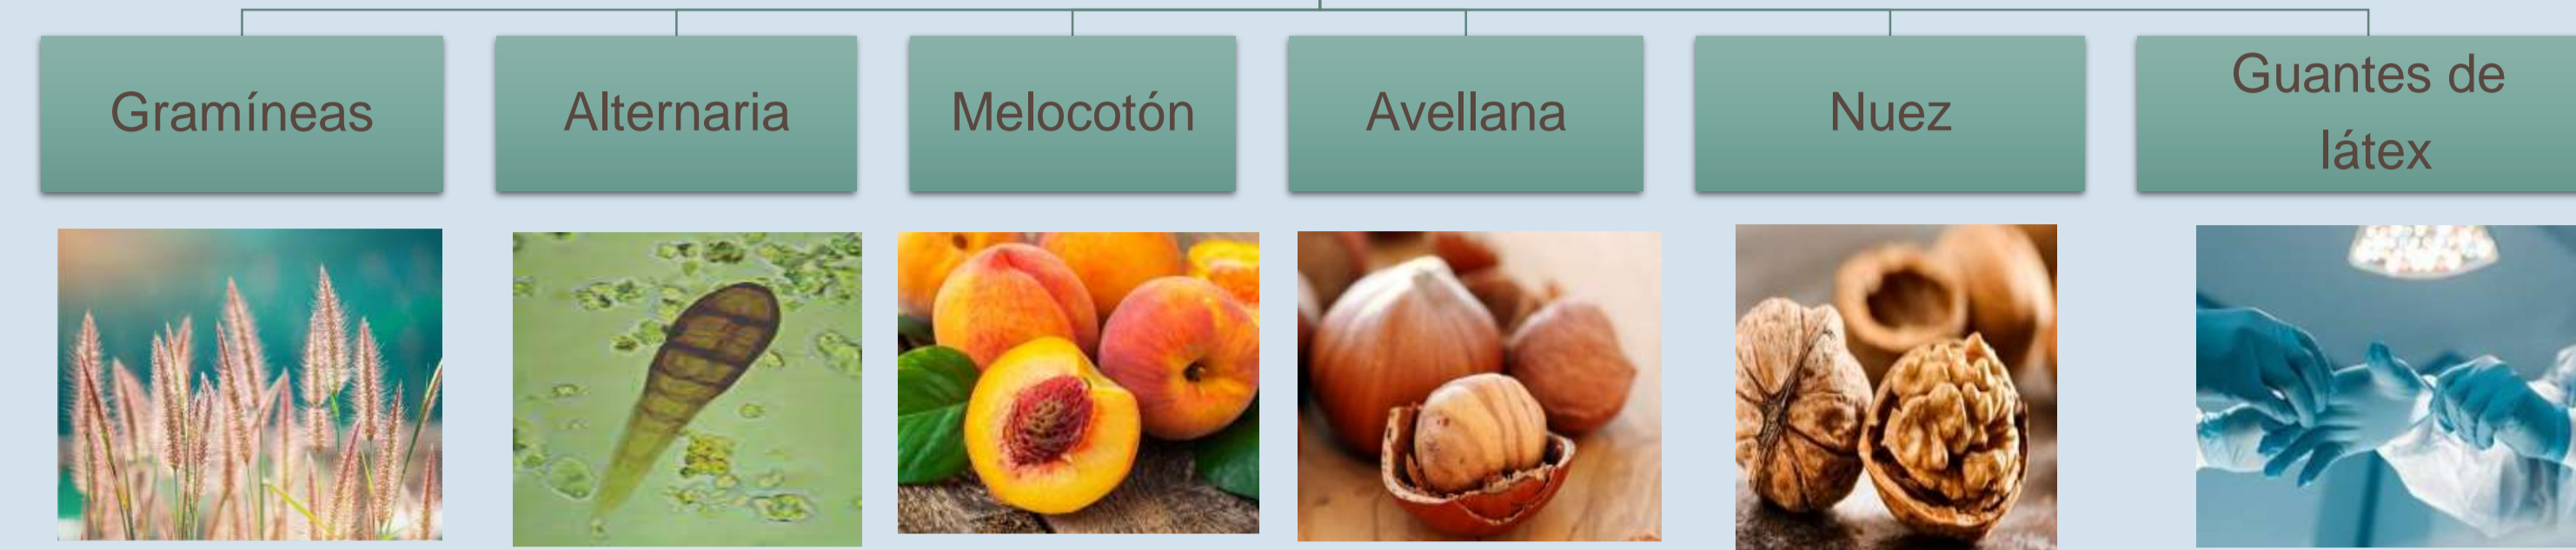 Gramíneas
Alternaria
Melocotón
Avellana
Nuez
Guantes de
látex